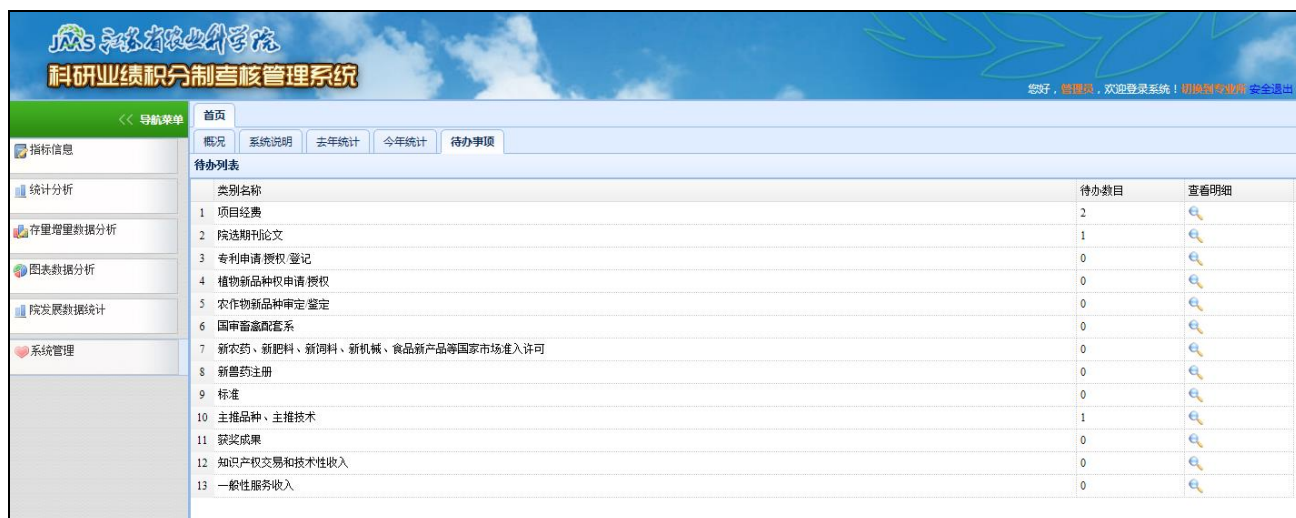 JAAS 江苏省农业科学院
科研业绩积分制考核管理系统
您好，管理员，欢迎登录系统！切换到专业所 安全退出
<< 导航菜单
指标信息
统计分析
存量增量数据分析
图表数据分析
院发展数据统计
系统管理
首页
概况 系统说明 去年统计 今年统计 待办事项
待办列表
类别名称 待办数目 查看明细
1 项目经费 2
2 院选期刊论文 1
3 专利申请/授权/登记 0
4 植物新品种权申请/授权 0
5 农作物新品种审定/鉴定 0
6 国审畜禽配套系 0
7 新农药、新肥料、新饲料、新机械、食品新产品等国家市场准入许可 0
8 新兽药注册 0
9 标准 0
10 主推品种、主推技术 1
11 获奖成果 0
12 知识产权交易和技术性收入 0
13 一般性服务收入 0